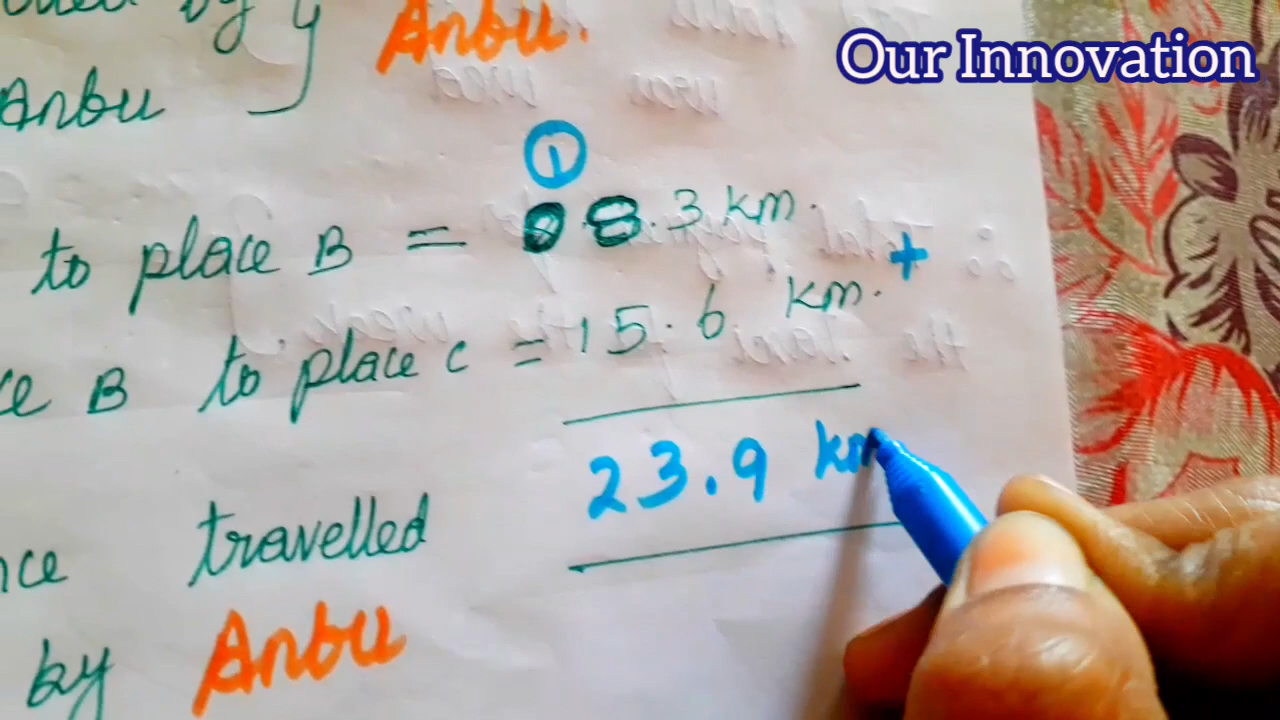 by Anbu.
Our Innovation
Anbu
1
to place B = 08.3 km.
+
B to place C = 15.6 km.
23.9 km
travelled
by Anbu